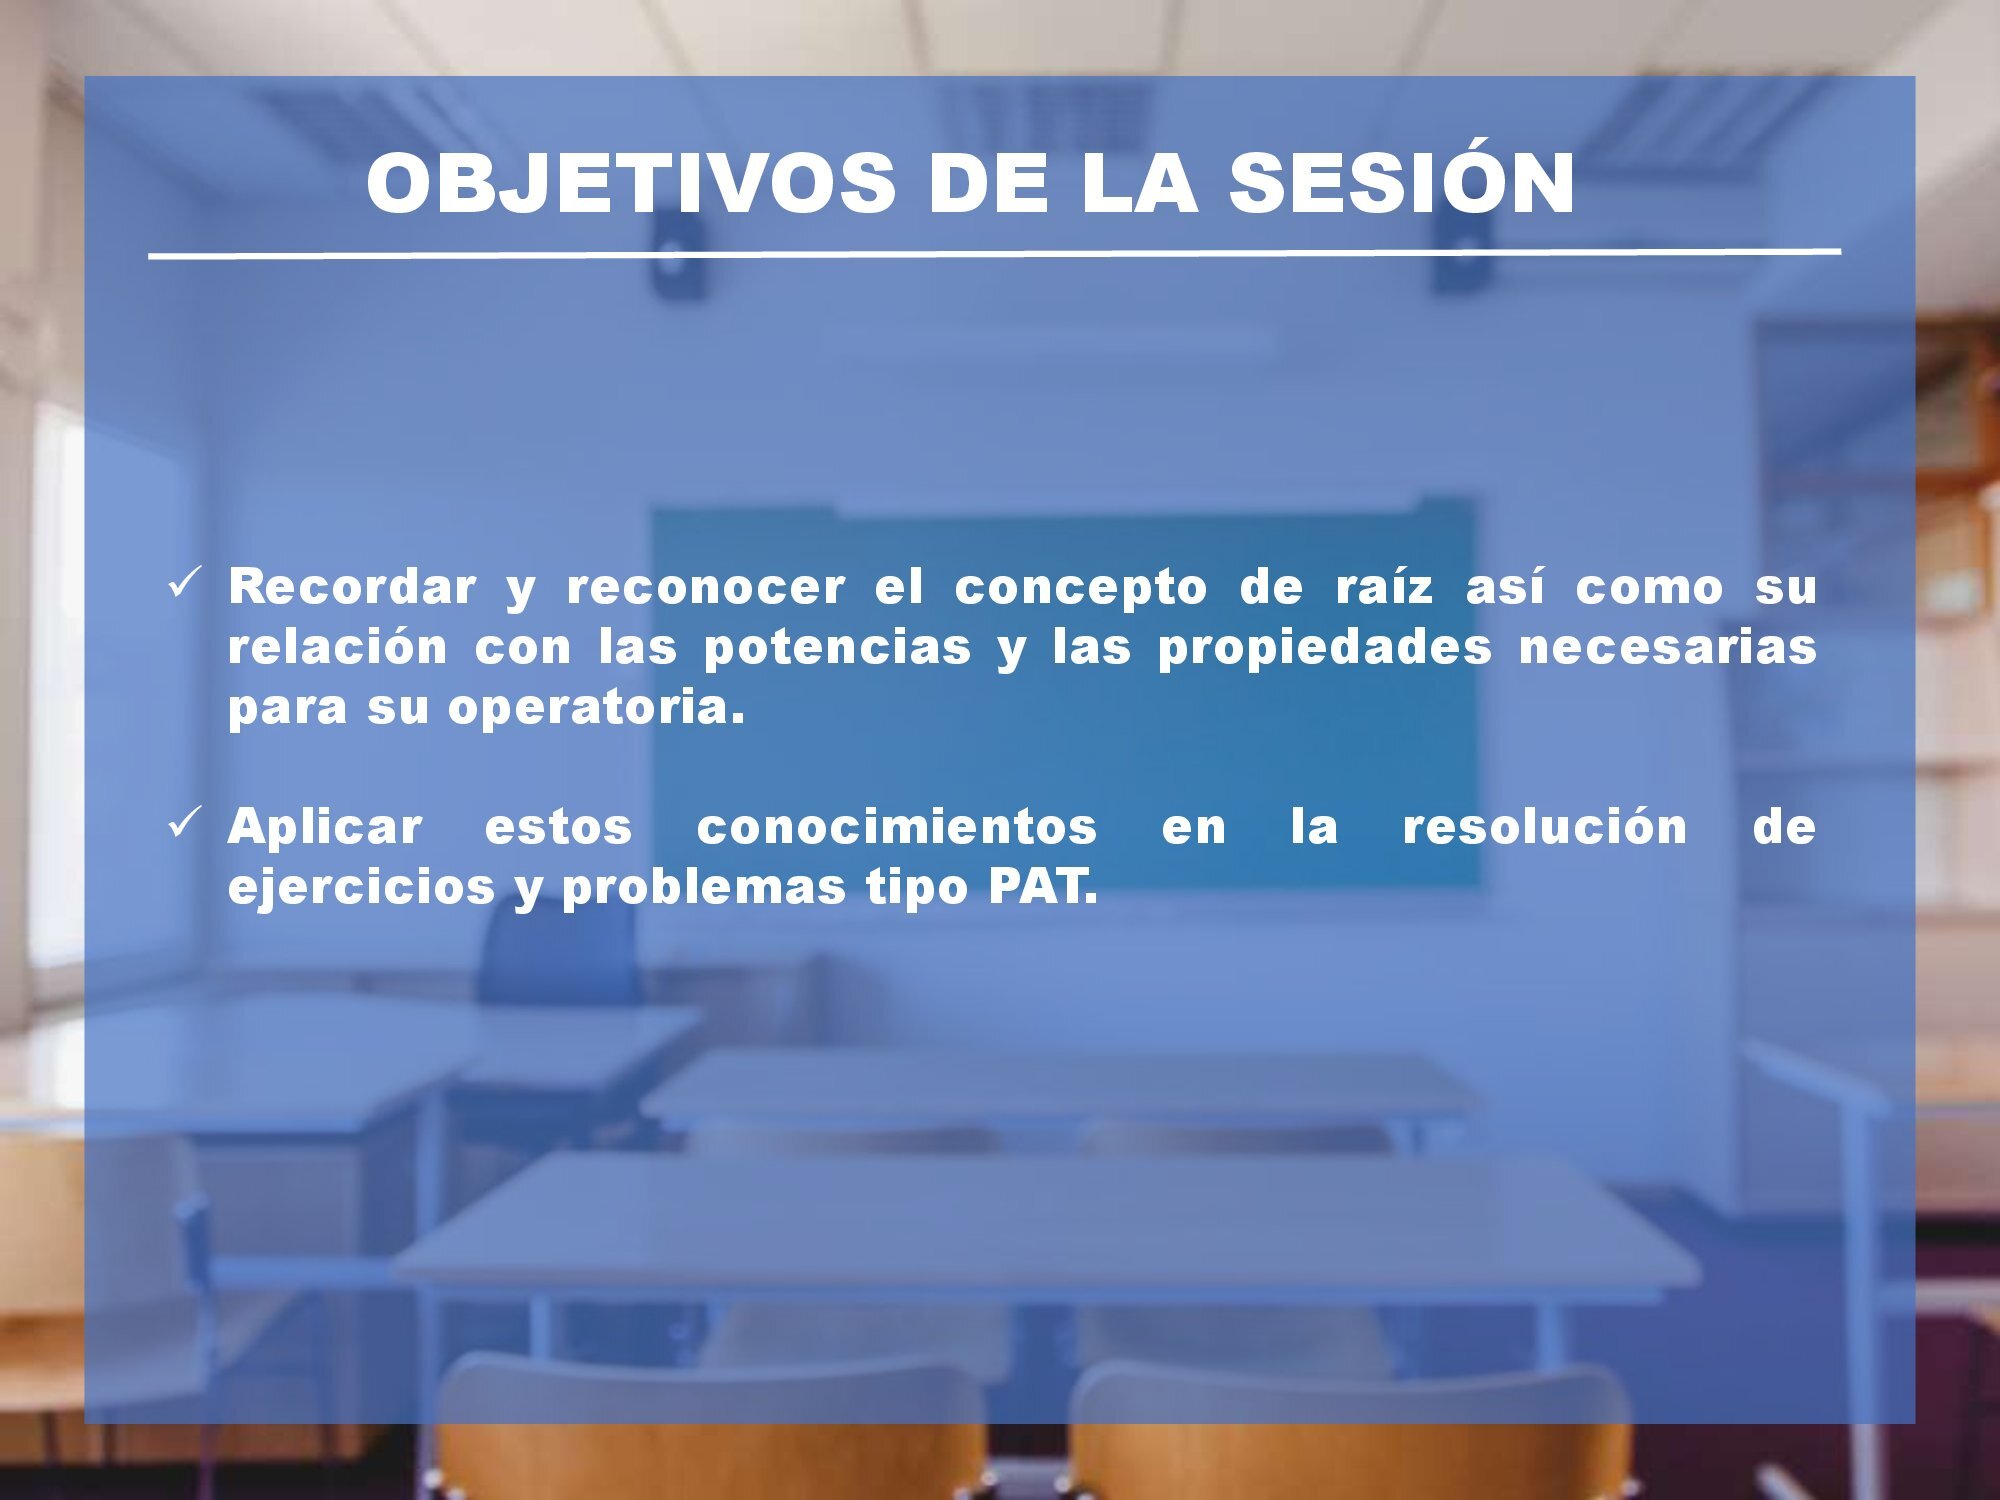 OBJETIVOS DE LA SESIÓN
✓ Recordar y reconocer el concepto de raíz así como su
relación con las potencias y las propiedades necesarias
para su operatoria.
✓ Aplicar estos conocimientos en la resolución de
ejercicios y problemas tipo PAT.